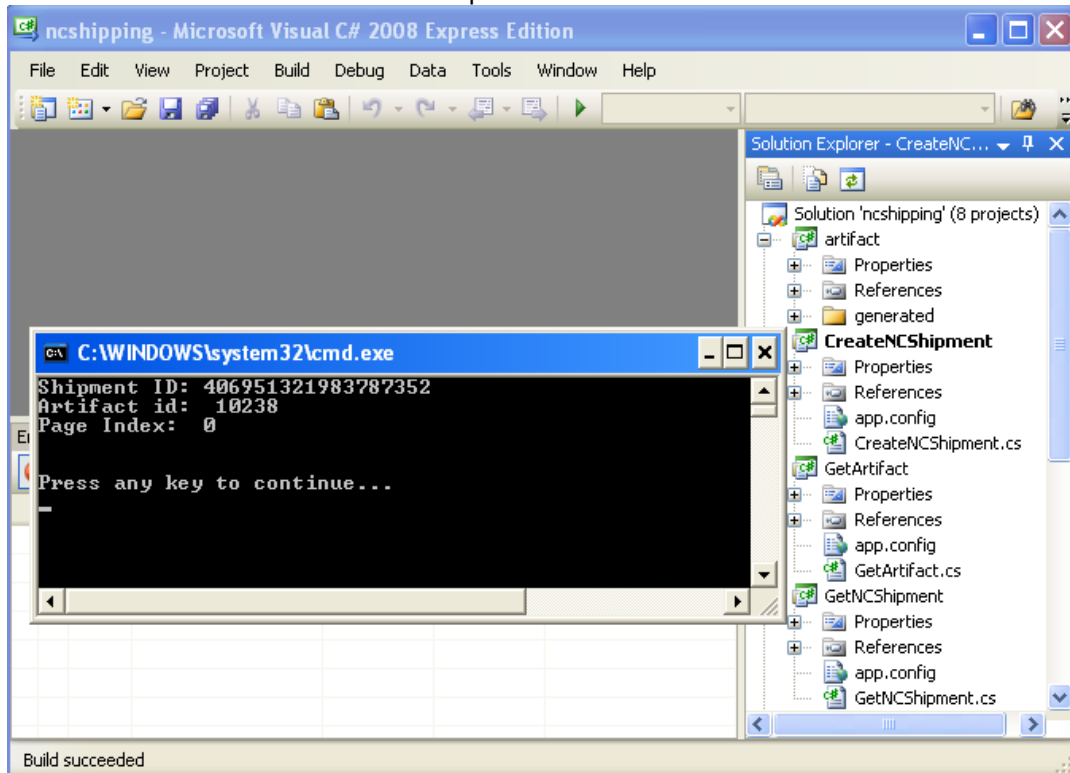 ncshipping - Microsoft Visual C# 2008 Express Edition
File Edit View Project Build Debug Data Tools Window Help
Solution Explorer - CreateNC...
Solution 'ncshipping' (8 projects)
artifact
Properties
References
generated
CreateNCShipment
Properties
References
app.config
CreateNCShipment.cs
GetArtifact
Properties
References
app.config
GetArtifact.cs
GetNCShipment
Properties
References
app.config
GetNCShipment.cs
C:\WINDOWS\system32\cmd.exe
Shipment ID: 406951321983787352
Artifact id: 10238
Page Index: 0
Press any key to continue...
Build succeeded